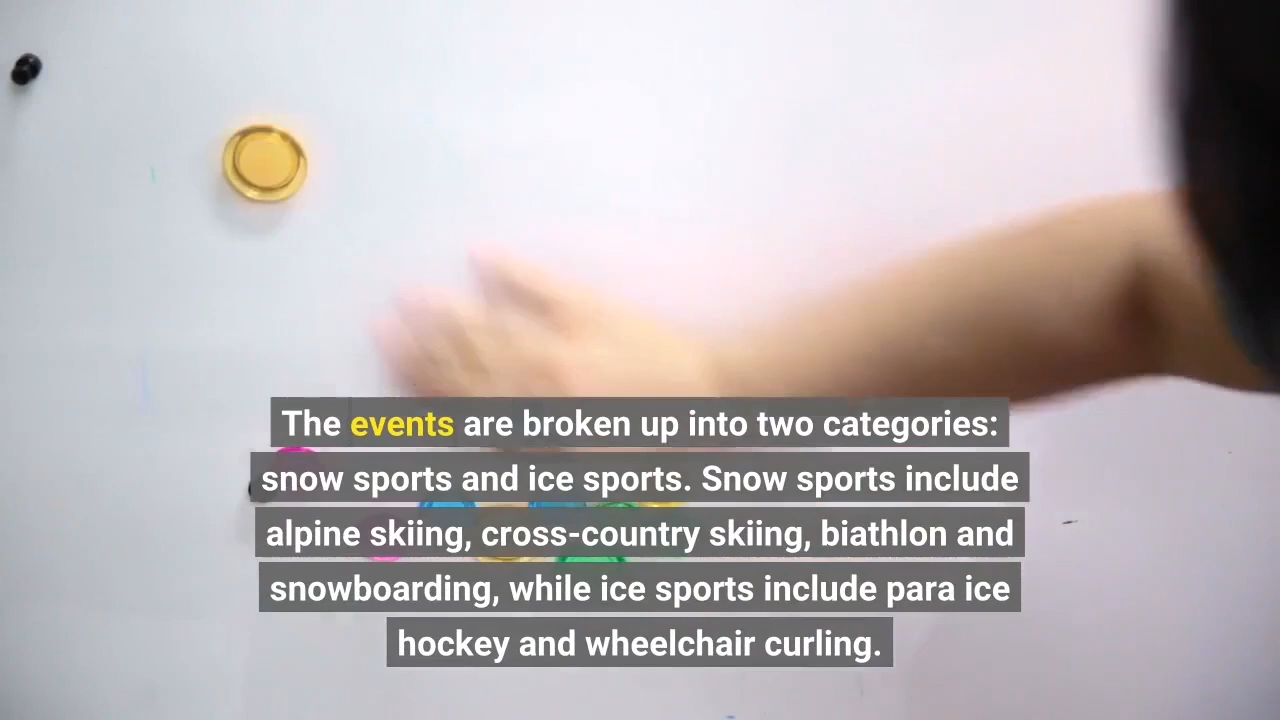 The events are broken up into two categories:
snow sports and ice sports. Snow sports include
alpine skiing, cross-country skiing, biathlon and
snowboarding, while ice sports include para ice
hockey and wheelchair curling.